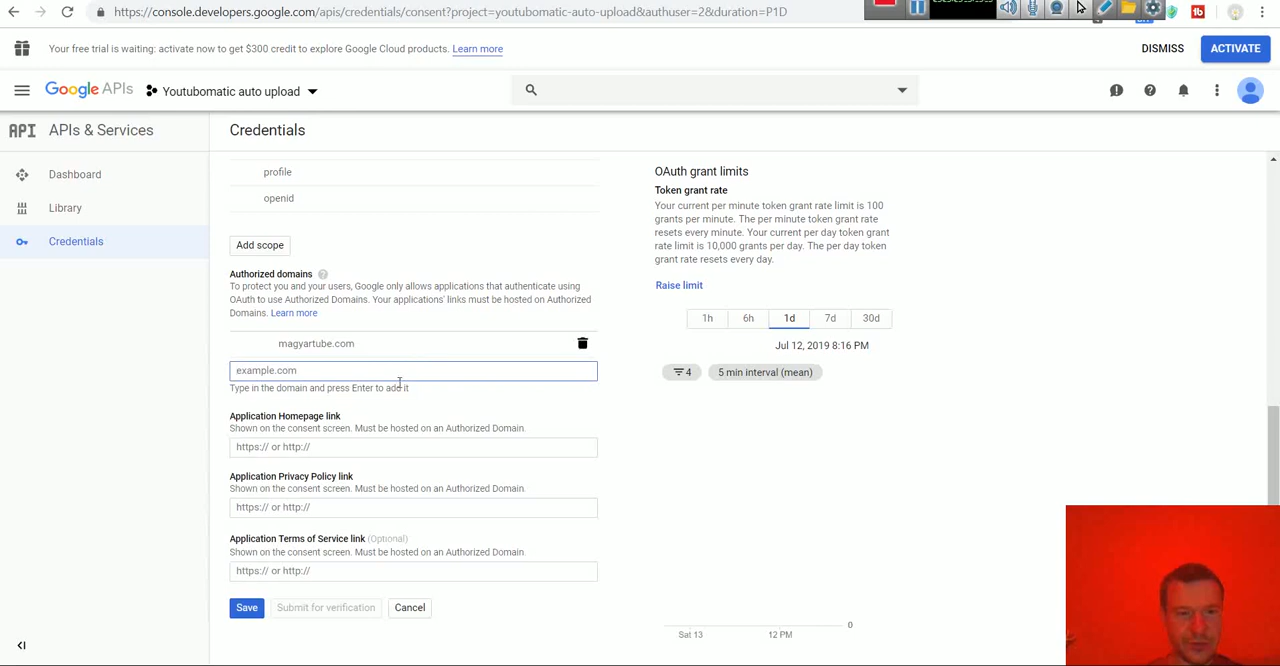 https://console.developers.google.com/apis/credentials/consent?project=youtubomatic-auto-upload&authuser=2&duration=P1D
Your free trial is waiting: activate now to get $300 credit to explore Google Cloud products. Learn more
DISMISS
ACTIVATE
Google APIs
Youtubomatic auto upload
API APIs & Services
Credentials
Dashboard
Library
Credentials
profile
openid
Add scope
Authorized domains
To protect you and your users, Google only allows applications that authenticate using
OAuth to use Authorized Domains. Your applications' links must be hosted on Authorized
Domains. Learn more
magyartube.com
example.com
Type in the domain and press Enter to add it
Application Homepage link
Shown on the consent screen. Must be hosted on an Authorized Domain.
https:// or http://
Application Privacy Policy link
Shown on the consent screen. Must be hosted on an Authorized Domain.
https:// or http://
Application Terms of Service link (Optional)
Shown on the consent screen. Must be hosted on an Authorized Domain.
https:// or http://
Save
Submit for verification
Cancel
OAuth grant limits
Token grant rate
Your current per minute token grant rate limit is 100
grants per minute. The per minute token grant rate
resets every minute. Your current per day token grant
rate limit is 10,000 grants per day. The per day token
grant rate resets every day.
Raise limit
1h
6h
1d
7d
30d
Jul 12, 2019 8:16 PM
4
5 min interval (mean)
0
Sat 13
12 PM